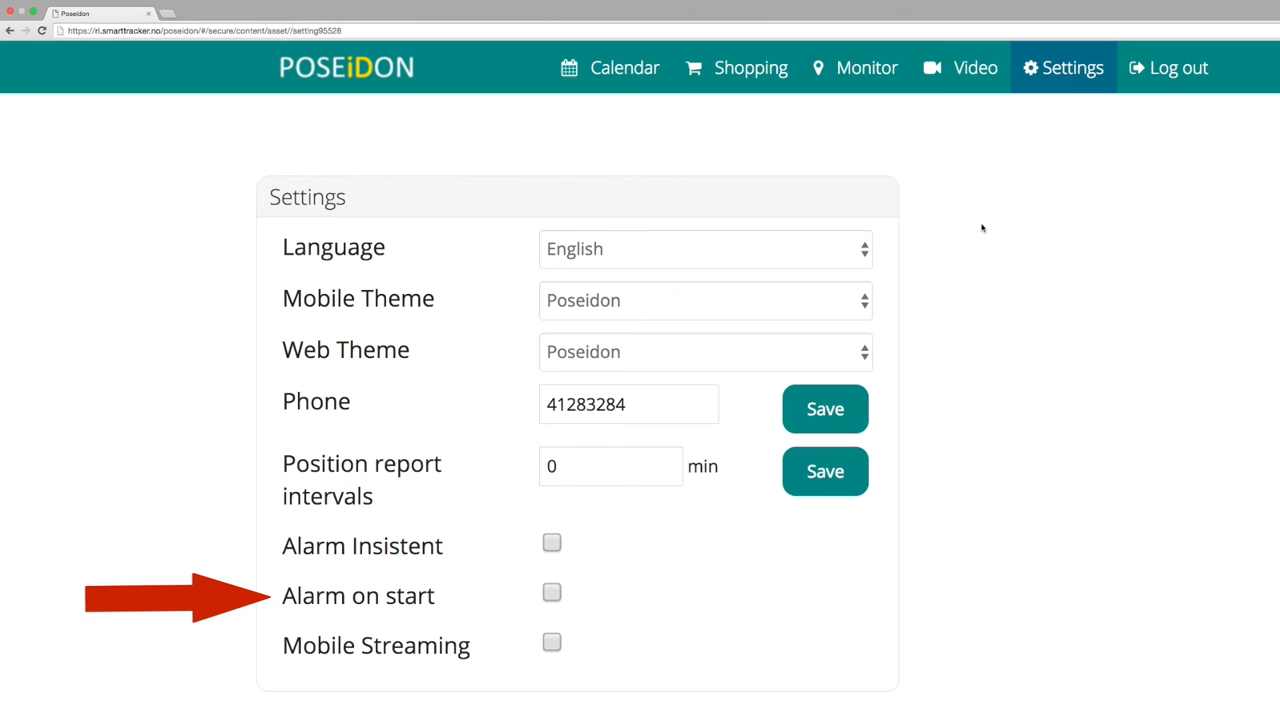 Poseidon
https://ri.smarttracker.no/poseidon/#/secure/content/asset//setting95528
POSEiDON
Calendar
Shopping
Monitor
Video
Settings
Log out
Settings
Language
English
Mobile Theme
Poseidon
Web Theme
Poseidon
Phone
41283284
Save
Position report
intervals
0
min
Save
Alarm Insistent
Alarm on start
Mobile Streaming